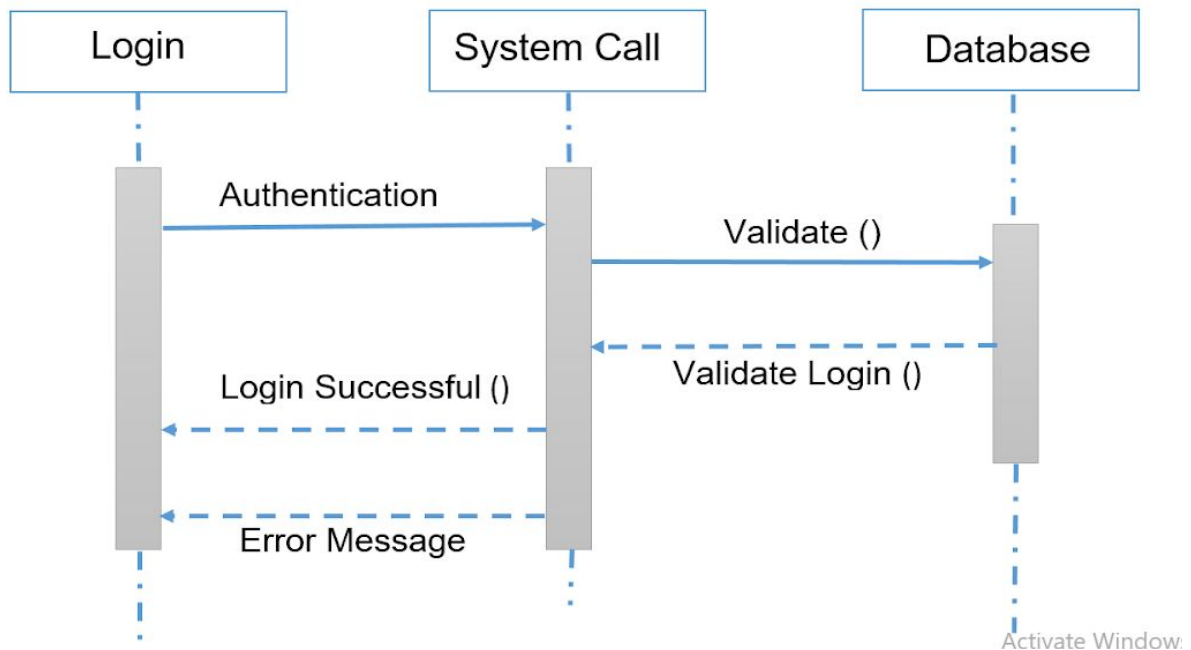 Login
System Call
Database
Authentication
Validate ()
Validate Login ()
Login Successful ()
Error Message
Activate Windows